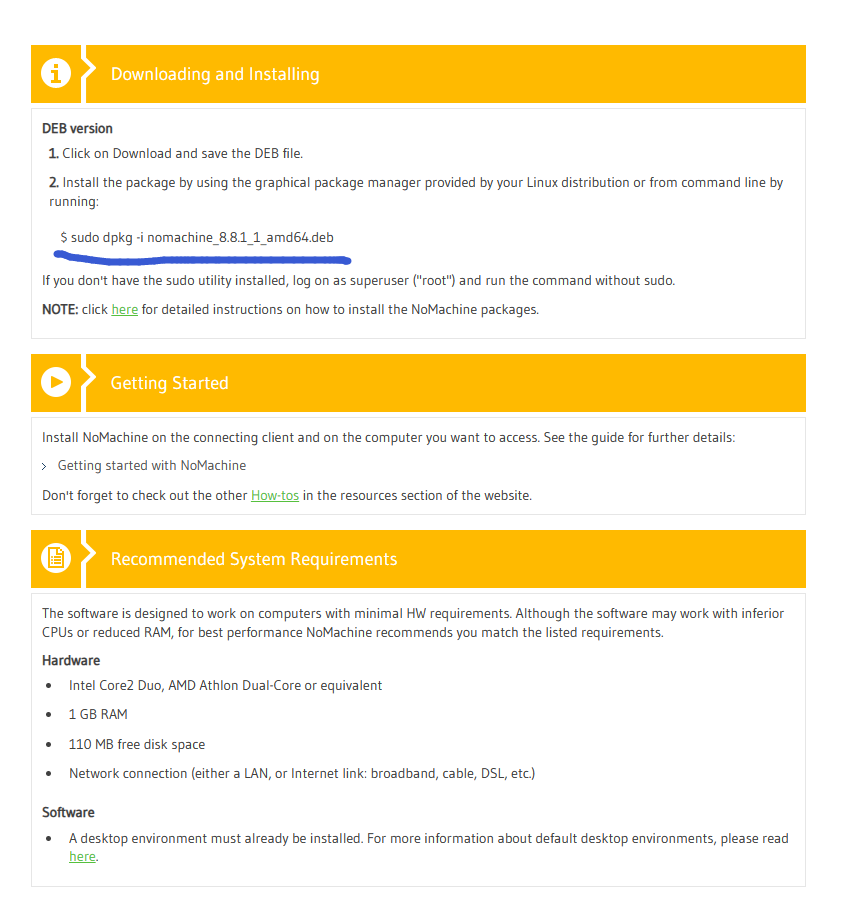 Downloading and Installing
DEB version
1. Click on Download and save the DEB file.
2. Install the package by using the graphical package manager provided by your Linux distribution or from command line by
running:
$ sudo dpkg -i nomachine_8.8.1_1_amd64.deb
If you don't have the sudo utility installed, log on as superuser ("root") and run the command without sudo.
NOTE: click here for detailed instructions on how to install the NoMachine packages.
Getting Started
Install NoMachine on the connecting client and on the computer you want to access. See the guide for further details:
> Getting started with NoMachine
Don't forget to check out the other How-tos in the resources section of the website.
Recommended System Requirements
The software is designed to work on computers with minimal HW requirements. Although the software may work with inferior
CPUs or reduced RAM, for best performance NoMachine recommends you match the listed requirements.
Hardware
• Intel Core2 Duo, AMD Athlon Dual-Core or equivalent
• 1 GB RAM
• 110 MB free disk space
• Network connection (either a LAN, or Internet link: broadband, cable, DSL, etc.)
Software
• A desktop environment must already be installed. For more information about default desktop environments, please read
here.